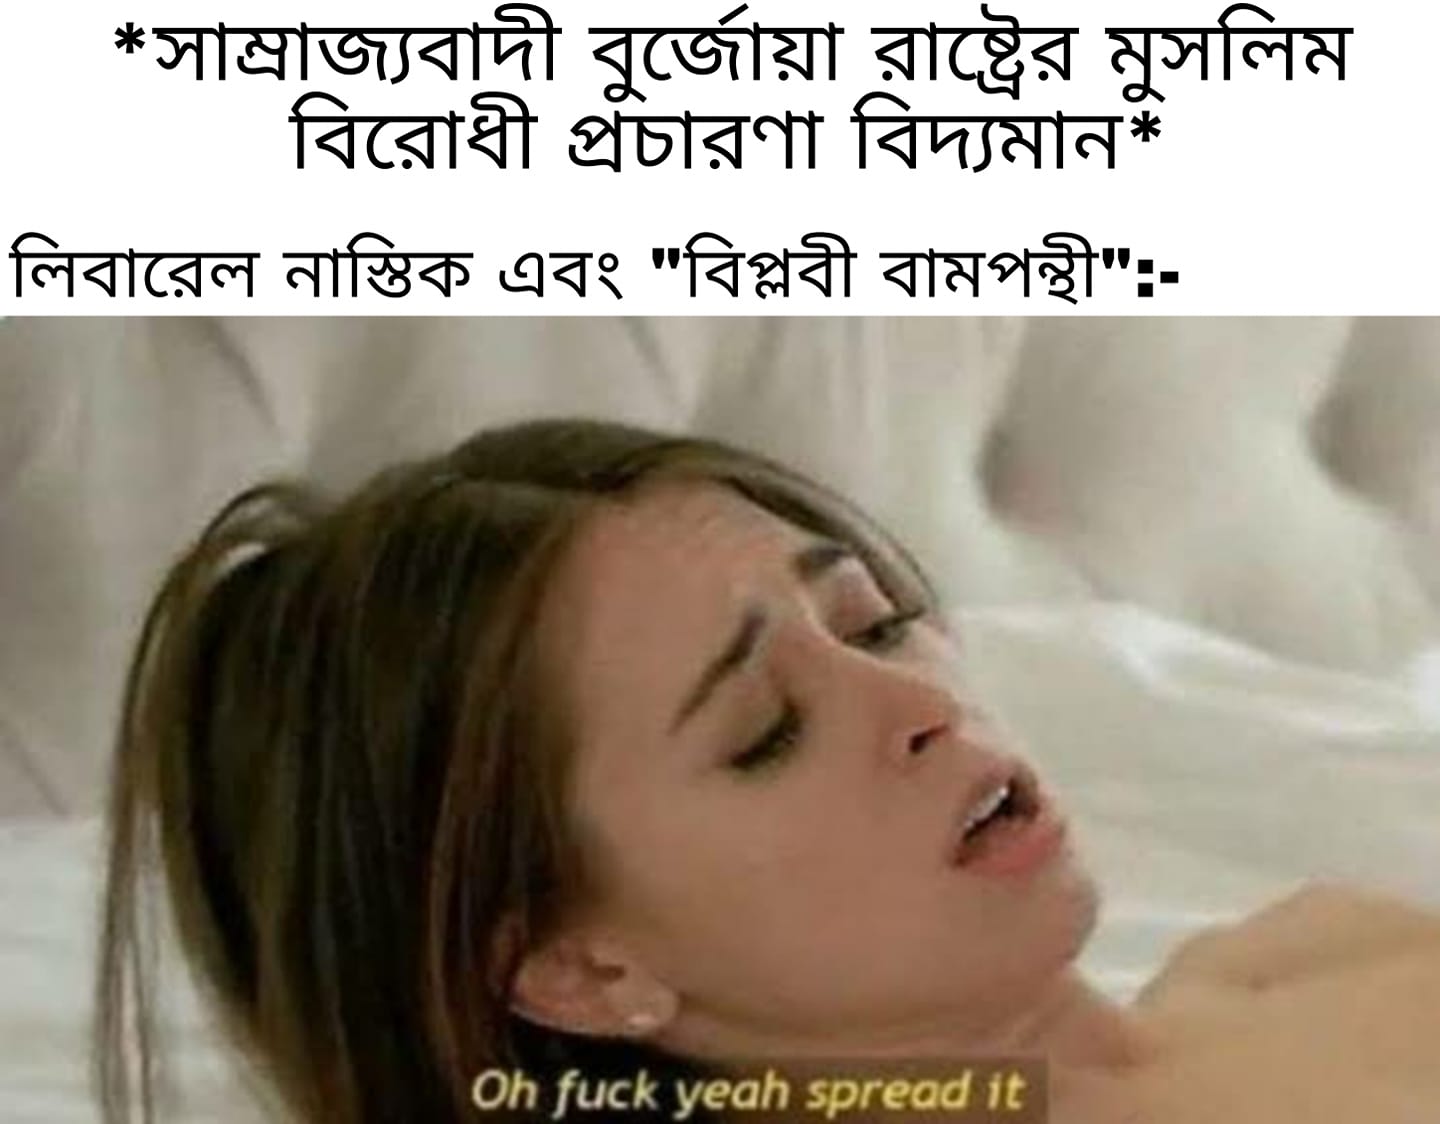 *সাম্রাজ্যবাদী বুর্জোয়া রাষ্ট্রের মুসলিম
বিরোধী প্রচারণা বিদ্যমান*
লিবারেল নাস্তিক এবং "বিপ্লবী বামপন্থী":-
Oh fuck yeah spread it